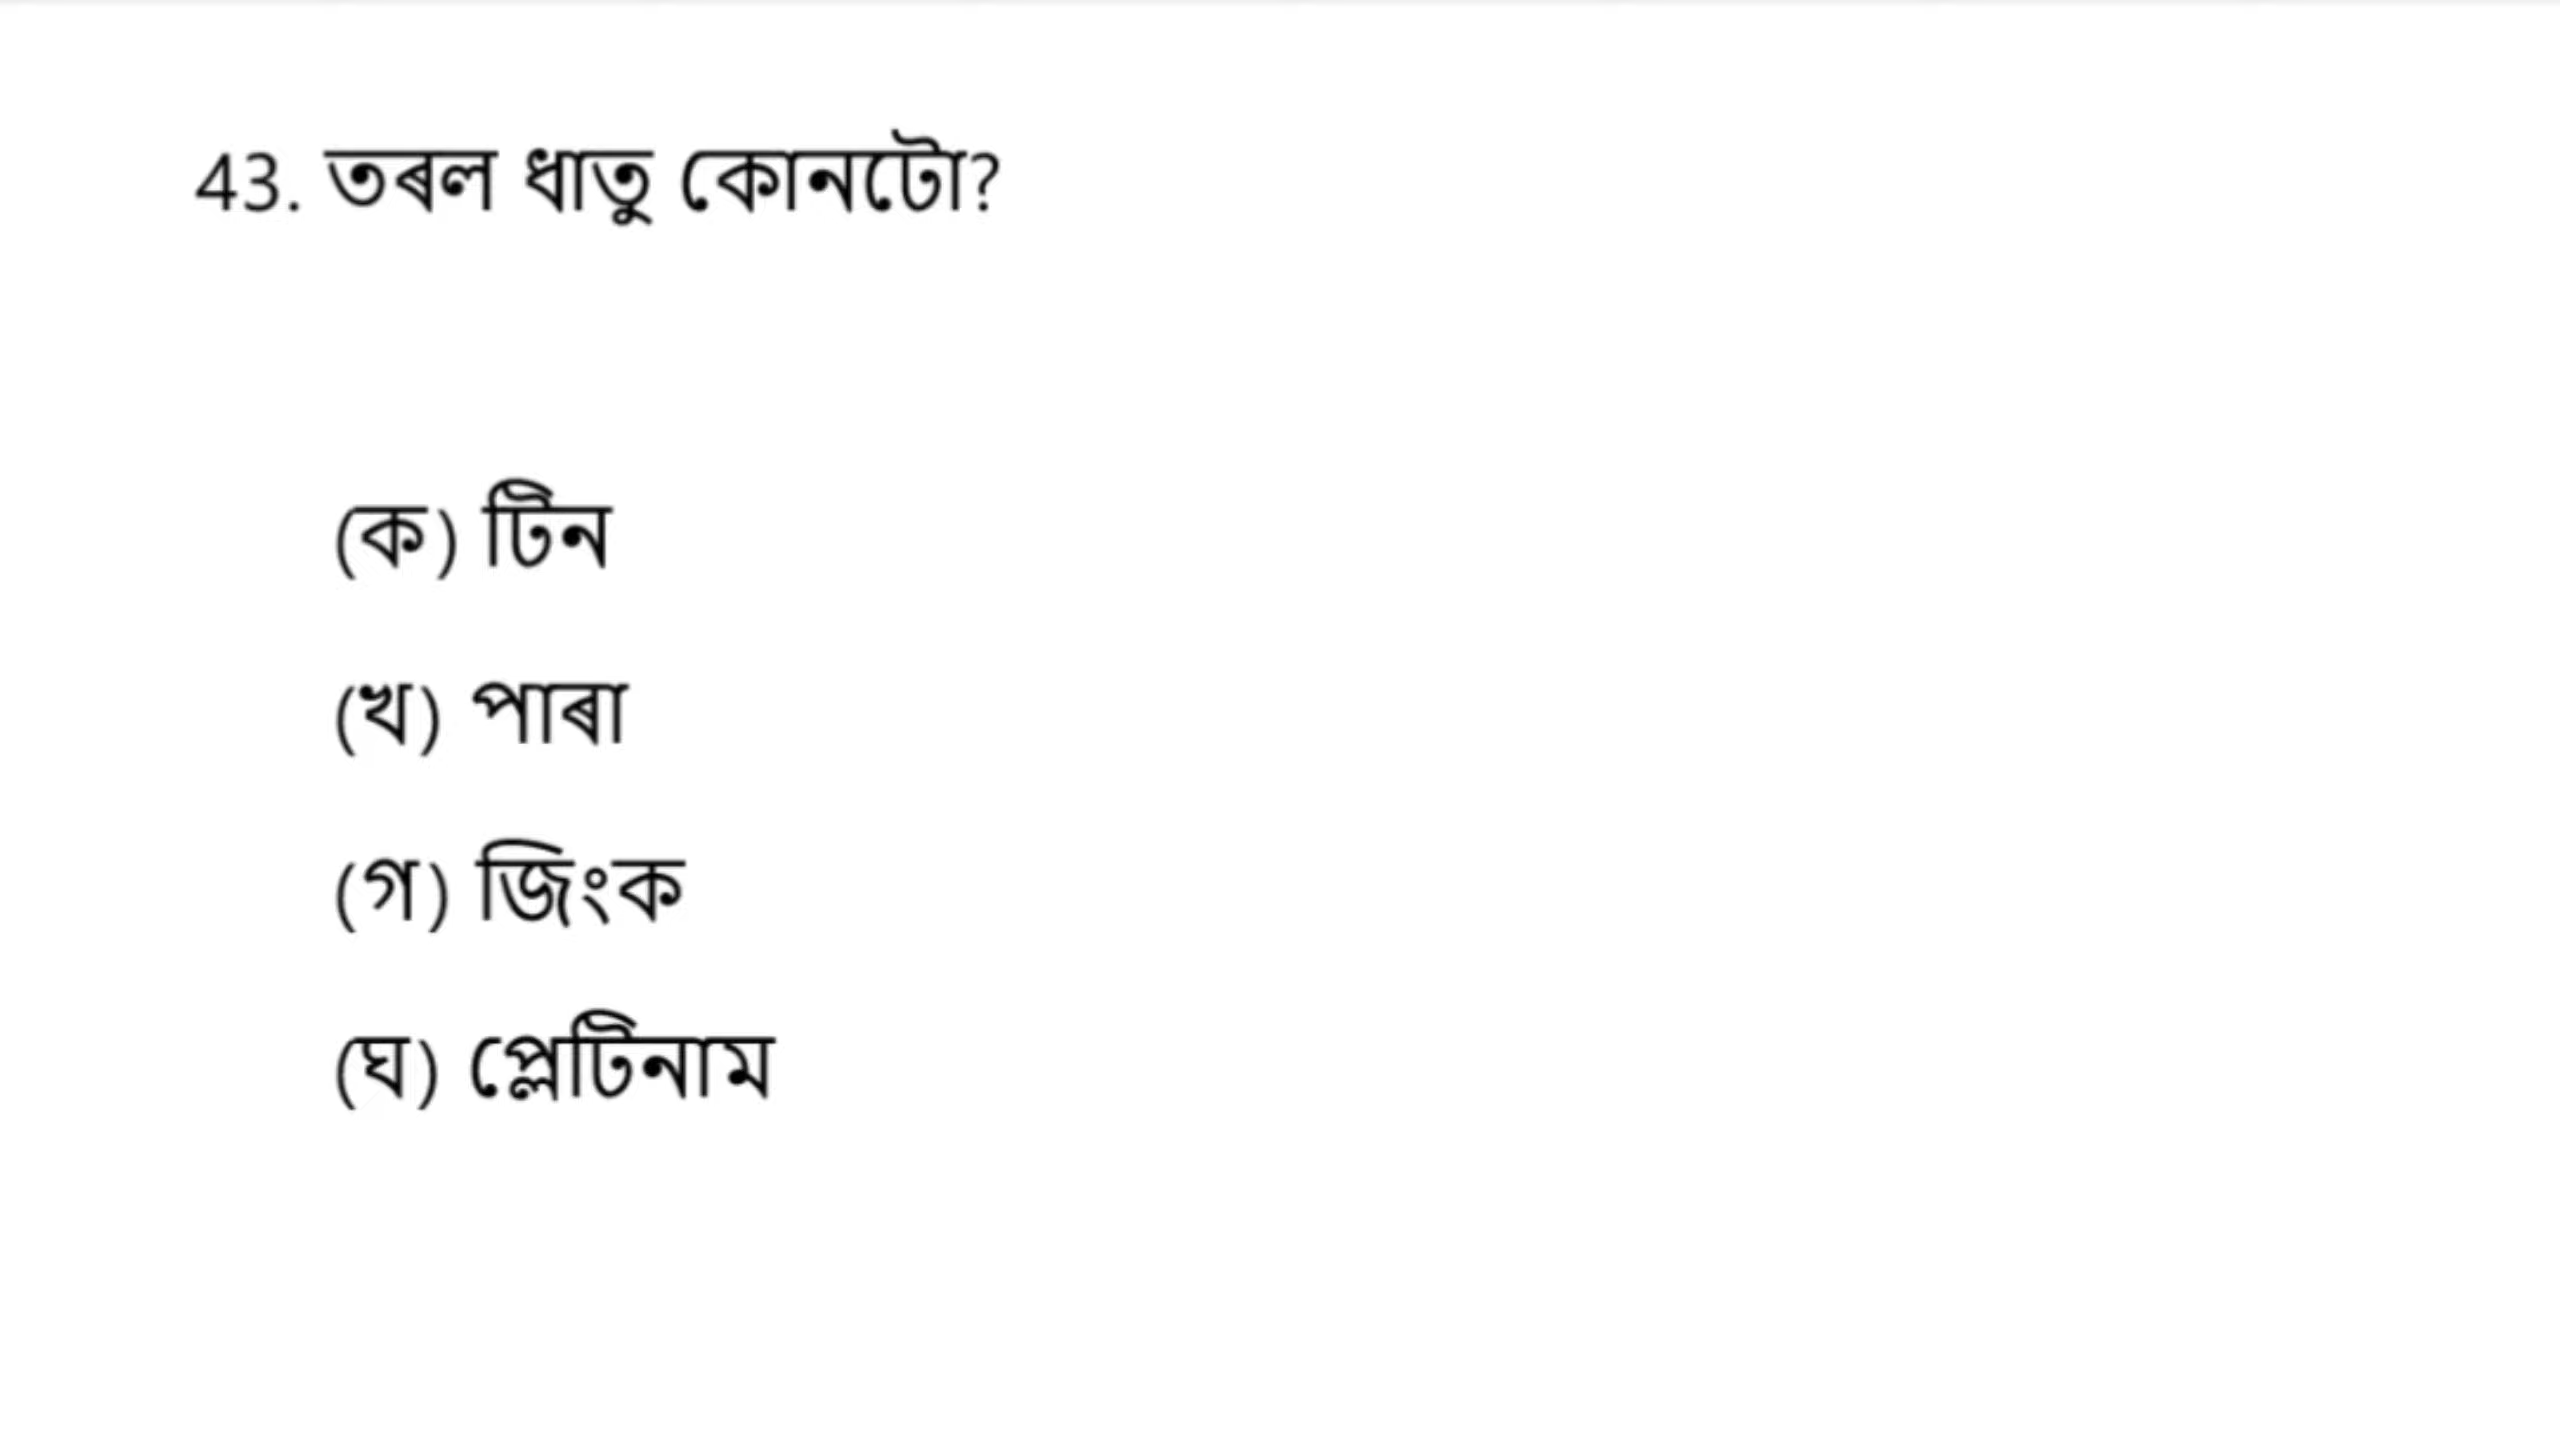 43. তৰল ধাতু কোনটো?
(ক) টিন
(খ) পাৰা
(গ) জিংক
(ঘ) প্লেটিনাম